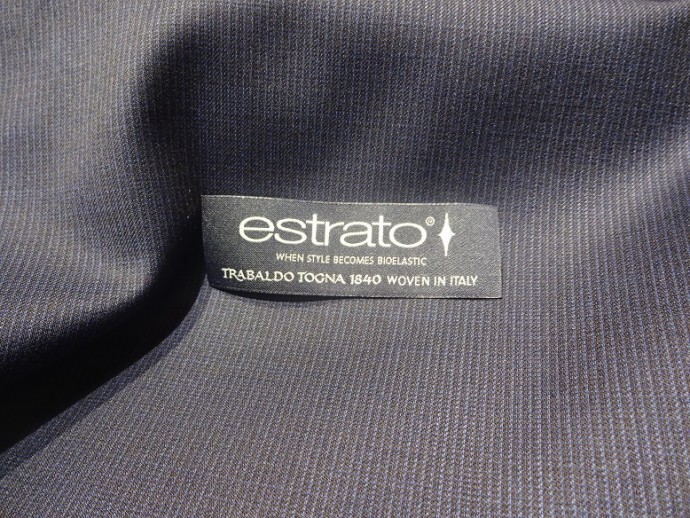 estrato®
WHEN STYLE BECOMES BIOELASTIC
TRABALDO TOGNA 1840 WOVEN IN ITALY